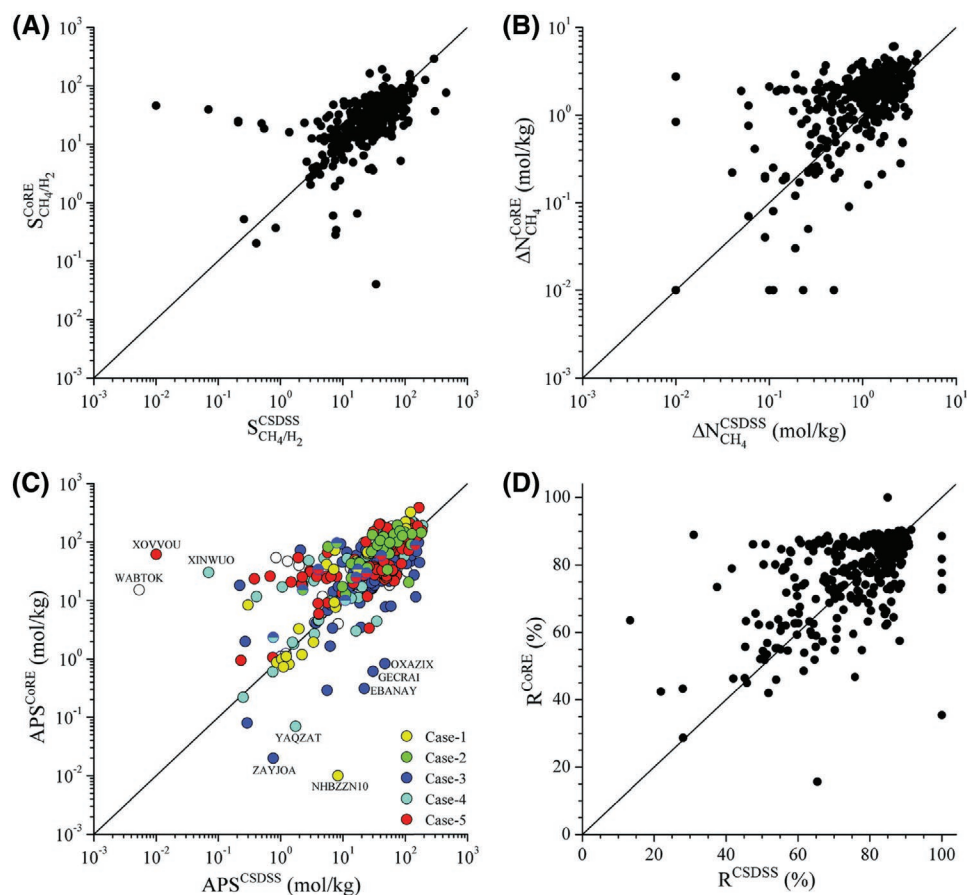 (A)
10³
10²
10¹
10⁰
10⁻¹
10⁻²
10⁻³
S CoRE CH₄/H₂
10⁻³ 10⁻² 10⁻¹ 10⁰ 10¹ 10² 10³
S CSDSS CH₄/H₂
(B)
10¹
10⁰
10⁻¹
10⁻²
10⁻³
ΔN CoRE CH₄ (mol/kg)
10⁻³ 10⁻² 10⁻¹ 10⁰ 10¹
ΔN CSDSS CH₄ (mol/kg)
(C)
10³
10²
10¹
10⁰
10⁻¹
10⁻²
10⁻³
APS^CoRE (mol/kg)
XOVVOU
XINWUO
WABTOK
OXAZIX
GECRAI
EBANAY
YAQZAT
ZAYJOA
NHBZZN10
Case-1
Case-2
Case-3
Case-4
Case-5
10⁻³ 10⁻² 10⁻¹ 10⁰ 10¹ 10² 10³
APS^CSDSS (mol/kg)
(D)
100
80
60
40
20
0
R^CoRE (%)
0 20 40 60 80 100
R^CSDSS (%)